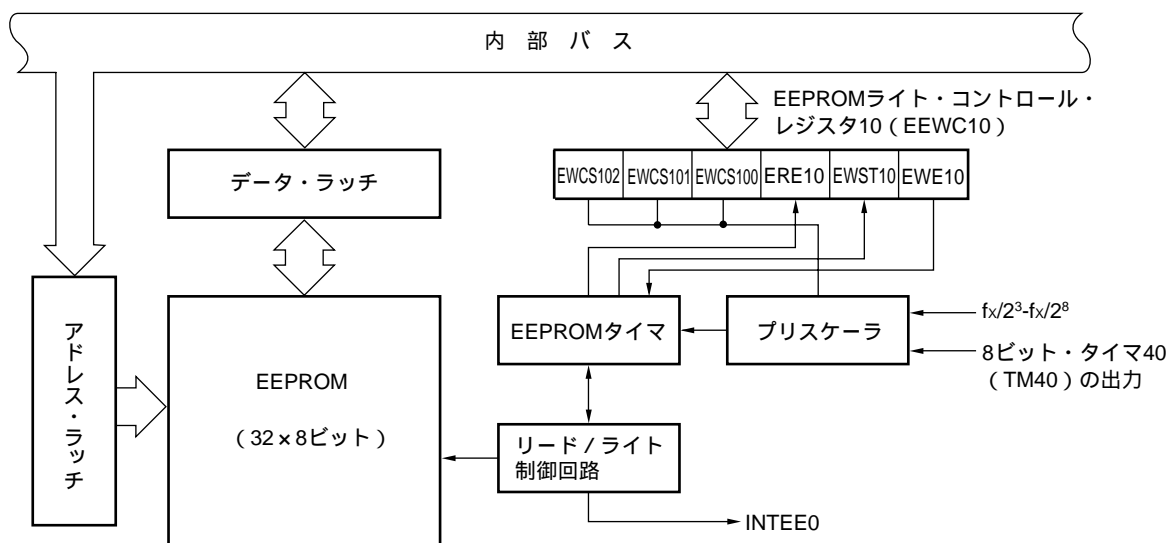 内部バス
EEPROMライト・コントロール・
レジスタ10（EEWC10）
データ・ラッチ
EWCS102 EWCS101 EWCS100 ERE10 EWST10 EWE10
アドレス・ラッチ
EEPROM
（32×8ビット）
EEPROMタイマ
プリスケーラ
fx/2³-fx/2⁸
8ビット・タイマ40
（TM40）の出力
リード／ライト
制御回路
INTEE0